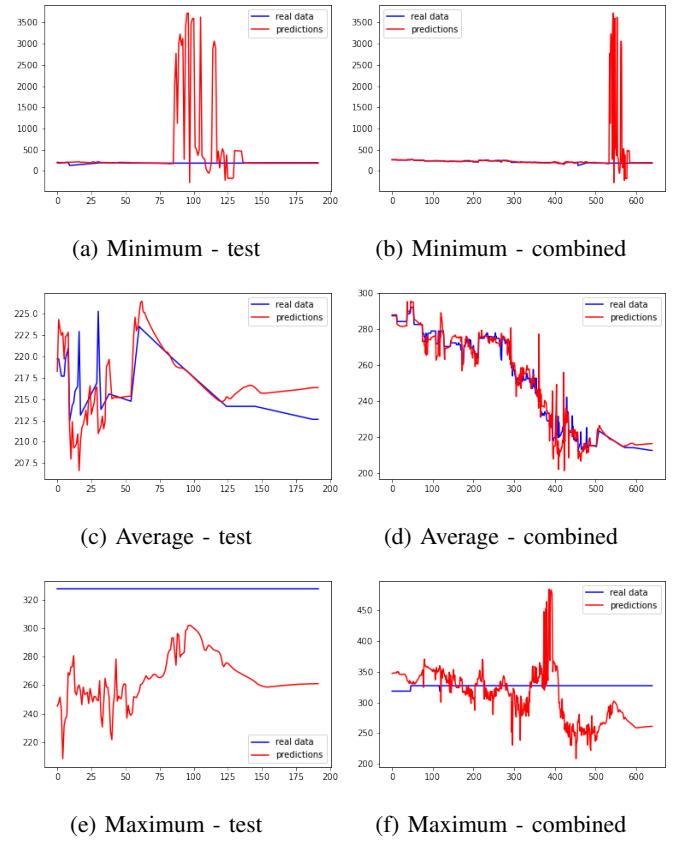 real data
predictions
3500
3000
2500
2000
1500
1000
500
0
0 25 50 75 100 125 150 175 200
(a) Minimum - test
real data
predictions
3500
3000
2500
2000
1500
1000
500
0
0 100 200 300 400 500 600
(b) Minimum - combined
real data
predictions
225.0
222.5
220.0
217.5
215.0
212.5
210.0
207.5
0 25 50 75 100 125 150 175 200
(c) Average - test
real data
predictions
300
280
260
240
220
200
0 100 200 300 400 500 600
(d) Average - combined
320
300
280
260
240
220
real data
predictions
0 25 50 75 100 125 150 175 200
(e) Maximum - test
real data
predictions
450
400
350
300
250
200
0 100 200 300 400 500 600
(f) Maximum - combined